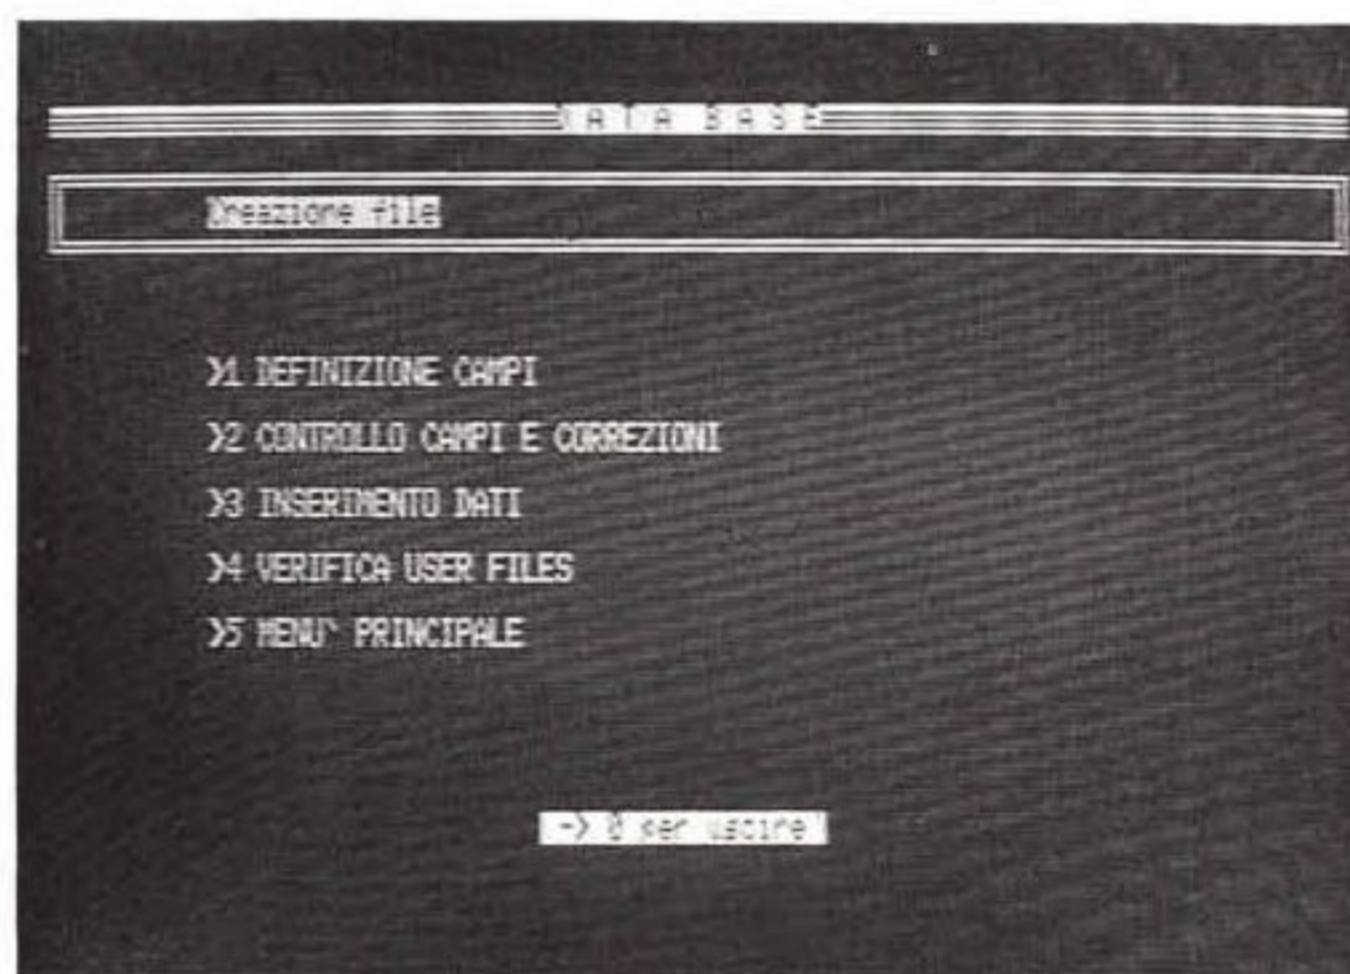 DATA BASE
Creazione file
>1 DEFINIZIONE CAMPI
>2 CONTROLLO CAMPI E CORREZIONI
>3 INSERIMENTO DATI
>4 VERIFICA USER FILES
>5 MENU` PRINCIPALE
-> 0 per uscire